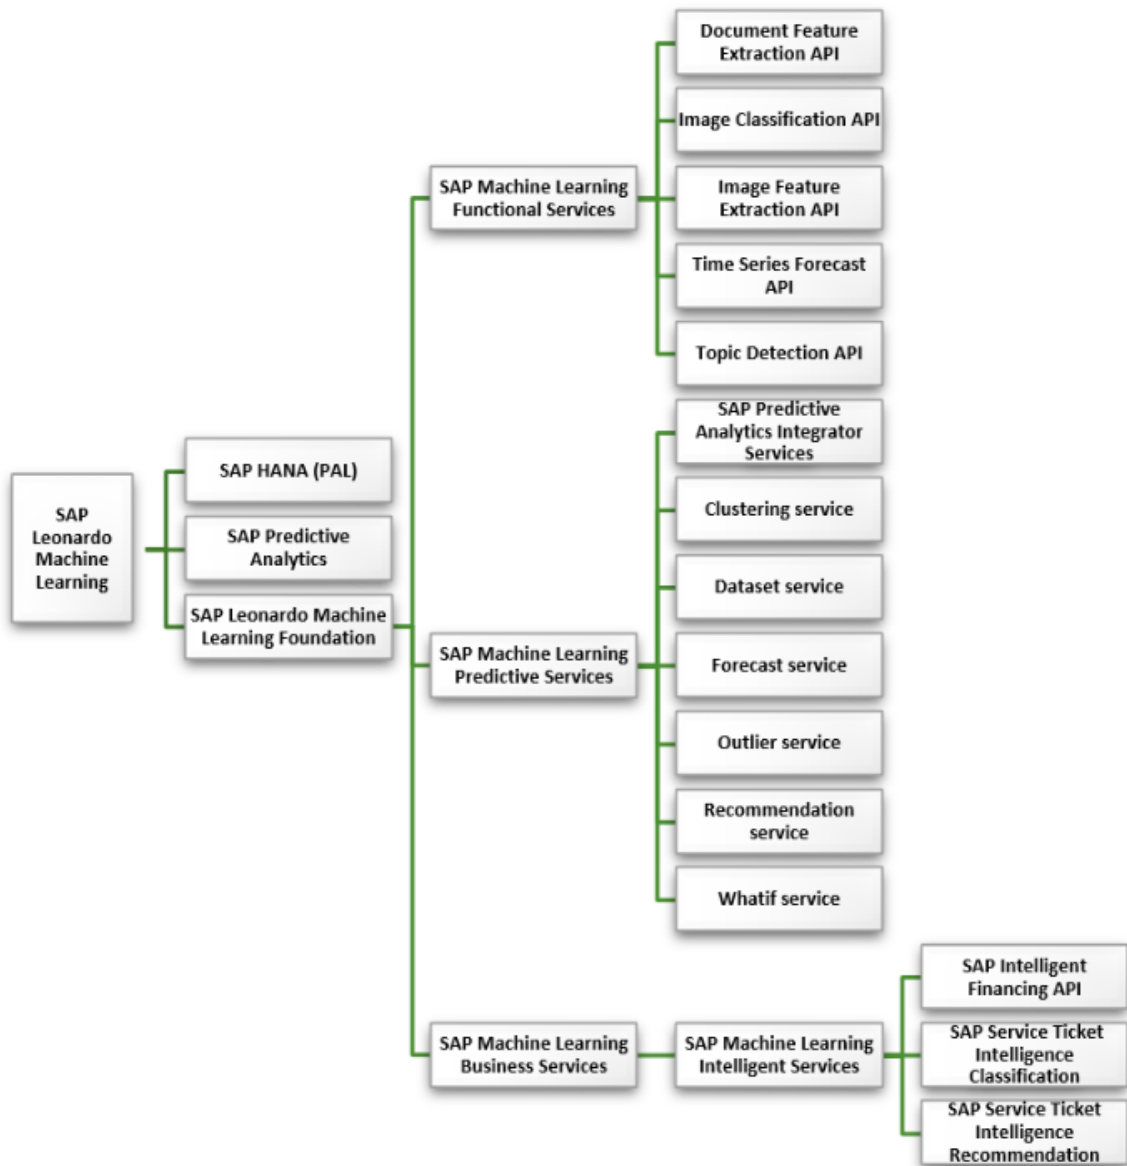 SAP
Leonardo
Machine
Learning
SAP HANA (PAL)
SAP Predictive
Analytics
SAP Leonardo Machine
Learning Foundation
SAP Machine Learning
Functional Services
Document Feature
Extraction API
Image Classification API
Image Feature
Extraction API
Time Series Forecast
API
Topic Detection API
SAP Machine Learning
Predictive Services
SAP Predictive
Analytics Integrator
Services
Clustering service
Dataset service
Forecast service
Outlier service
Recommendation
service
Whatif service
SAP Machine Learning
Business Services
SAP Machine Learning
Intelligent Services
SAP Intelligent
Financing API
SAP Service Ticket
Intelligence
Classification
SAP Service Ticket
Intelligence
Recommendation